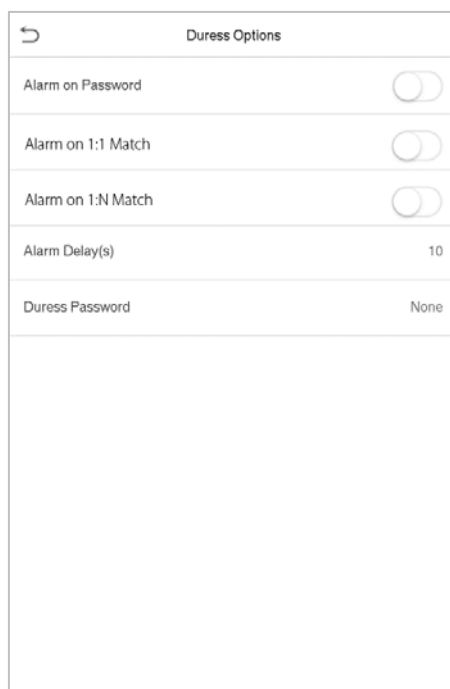 Duress Options
Alarm on Password
Alarm on 1:1 Match
Alarm on 1:N Match
Alarm Delay(s) 10
Duress Password None